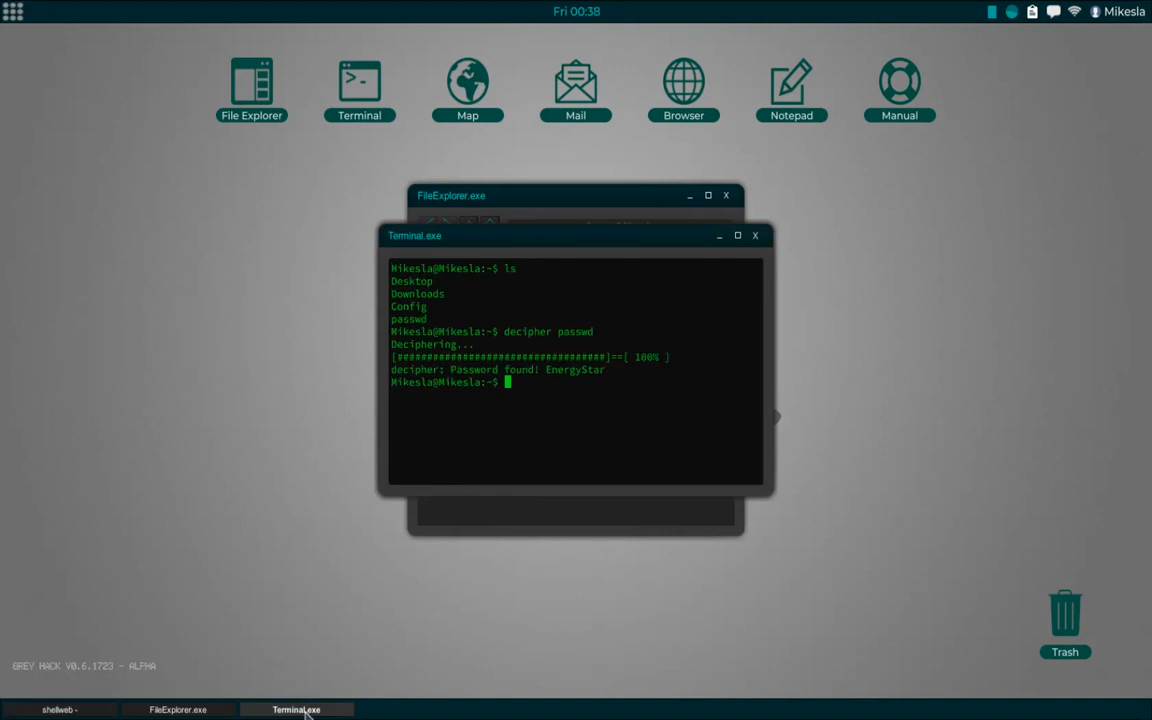 Fri 00:38
Mikesla
File Explorer
Terminal
Map
Mail
Browser
Notepad
Manual
FileExplorer.exe
Terminal.exe
Mikesla@Mikesla:~$ ls
Desktop
Downloads
Config
passwd
Mikesla@Mikesla:~$ decipher passwd
Deciphering...
[###################################]==[ 100% ]
decipher: Password found! EnergyStar
Mikesla@Mikesla:~$
Trash
GREY HACK V0.6.1723 - ALPHA
shellweb -
FileExplorer.exe
Terminal.exe